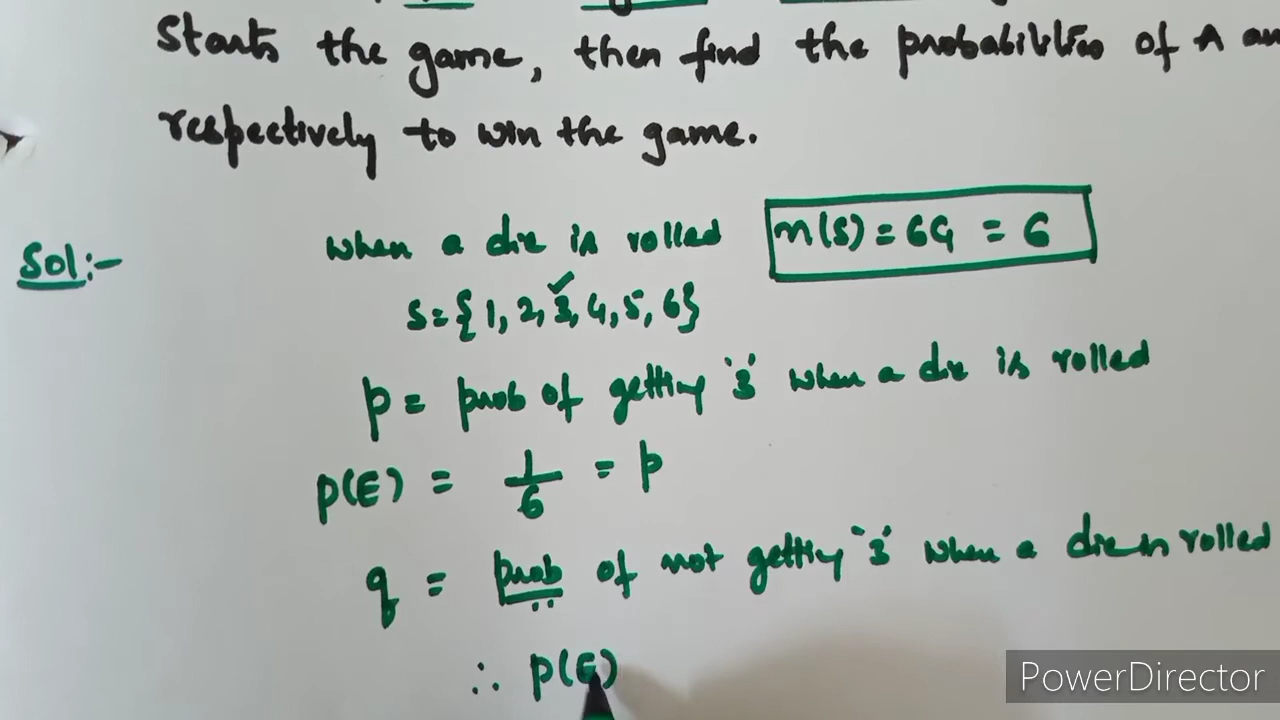 Starts the game, then find the probabilities of A an
respectively to win the game.
Sol:-
when a die is rolled n(S) = 6C₁ = 6
S = {1, 2, 3, 4, 5, 6}
p = prob of getting '3' when a die is rolled
P(E) = 1/6 = p
q = prob of not getting '3' when a die is rolled
∴ P(E)
PowerDirector